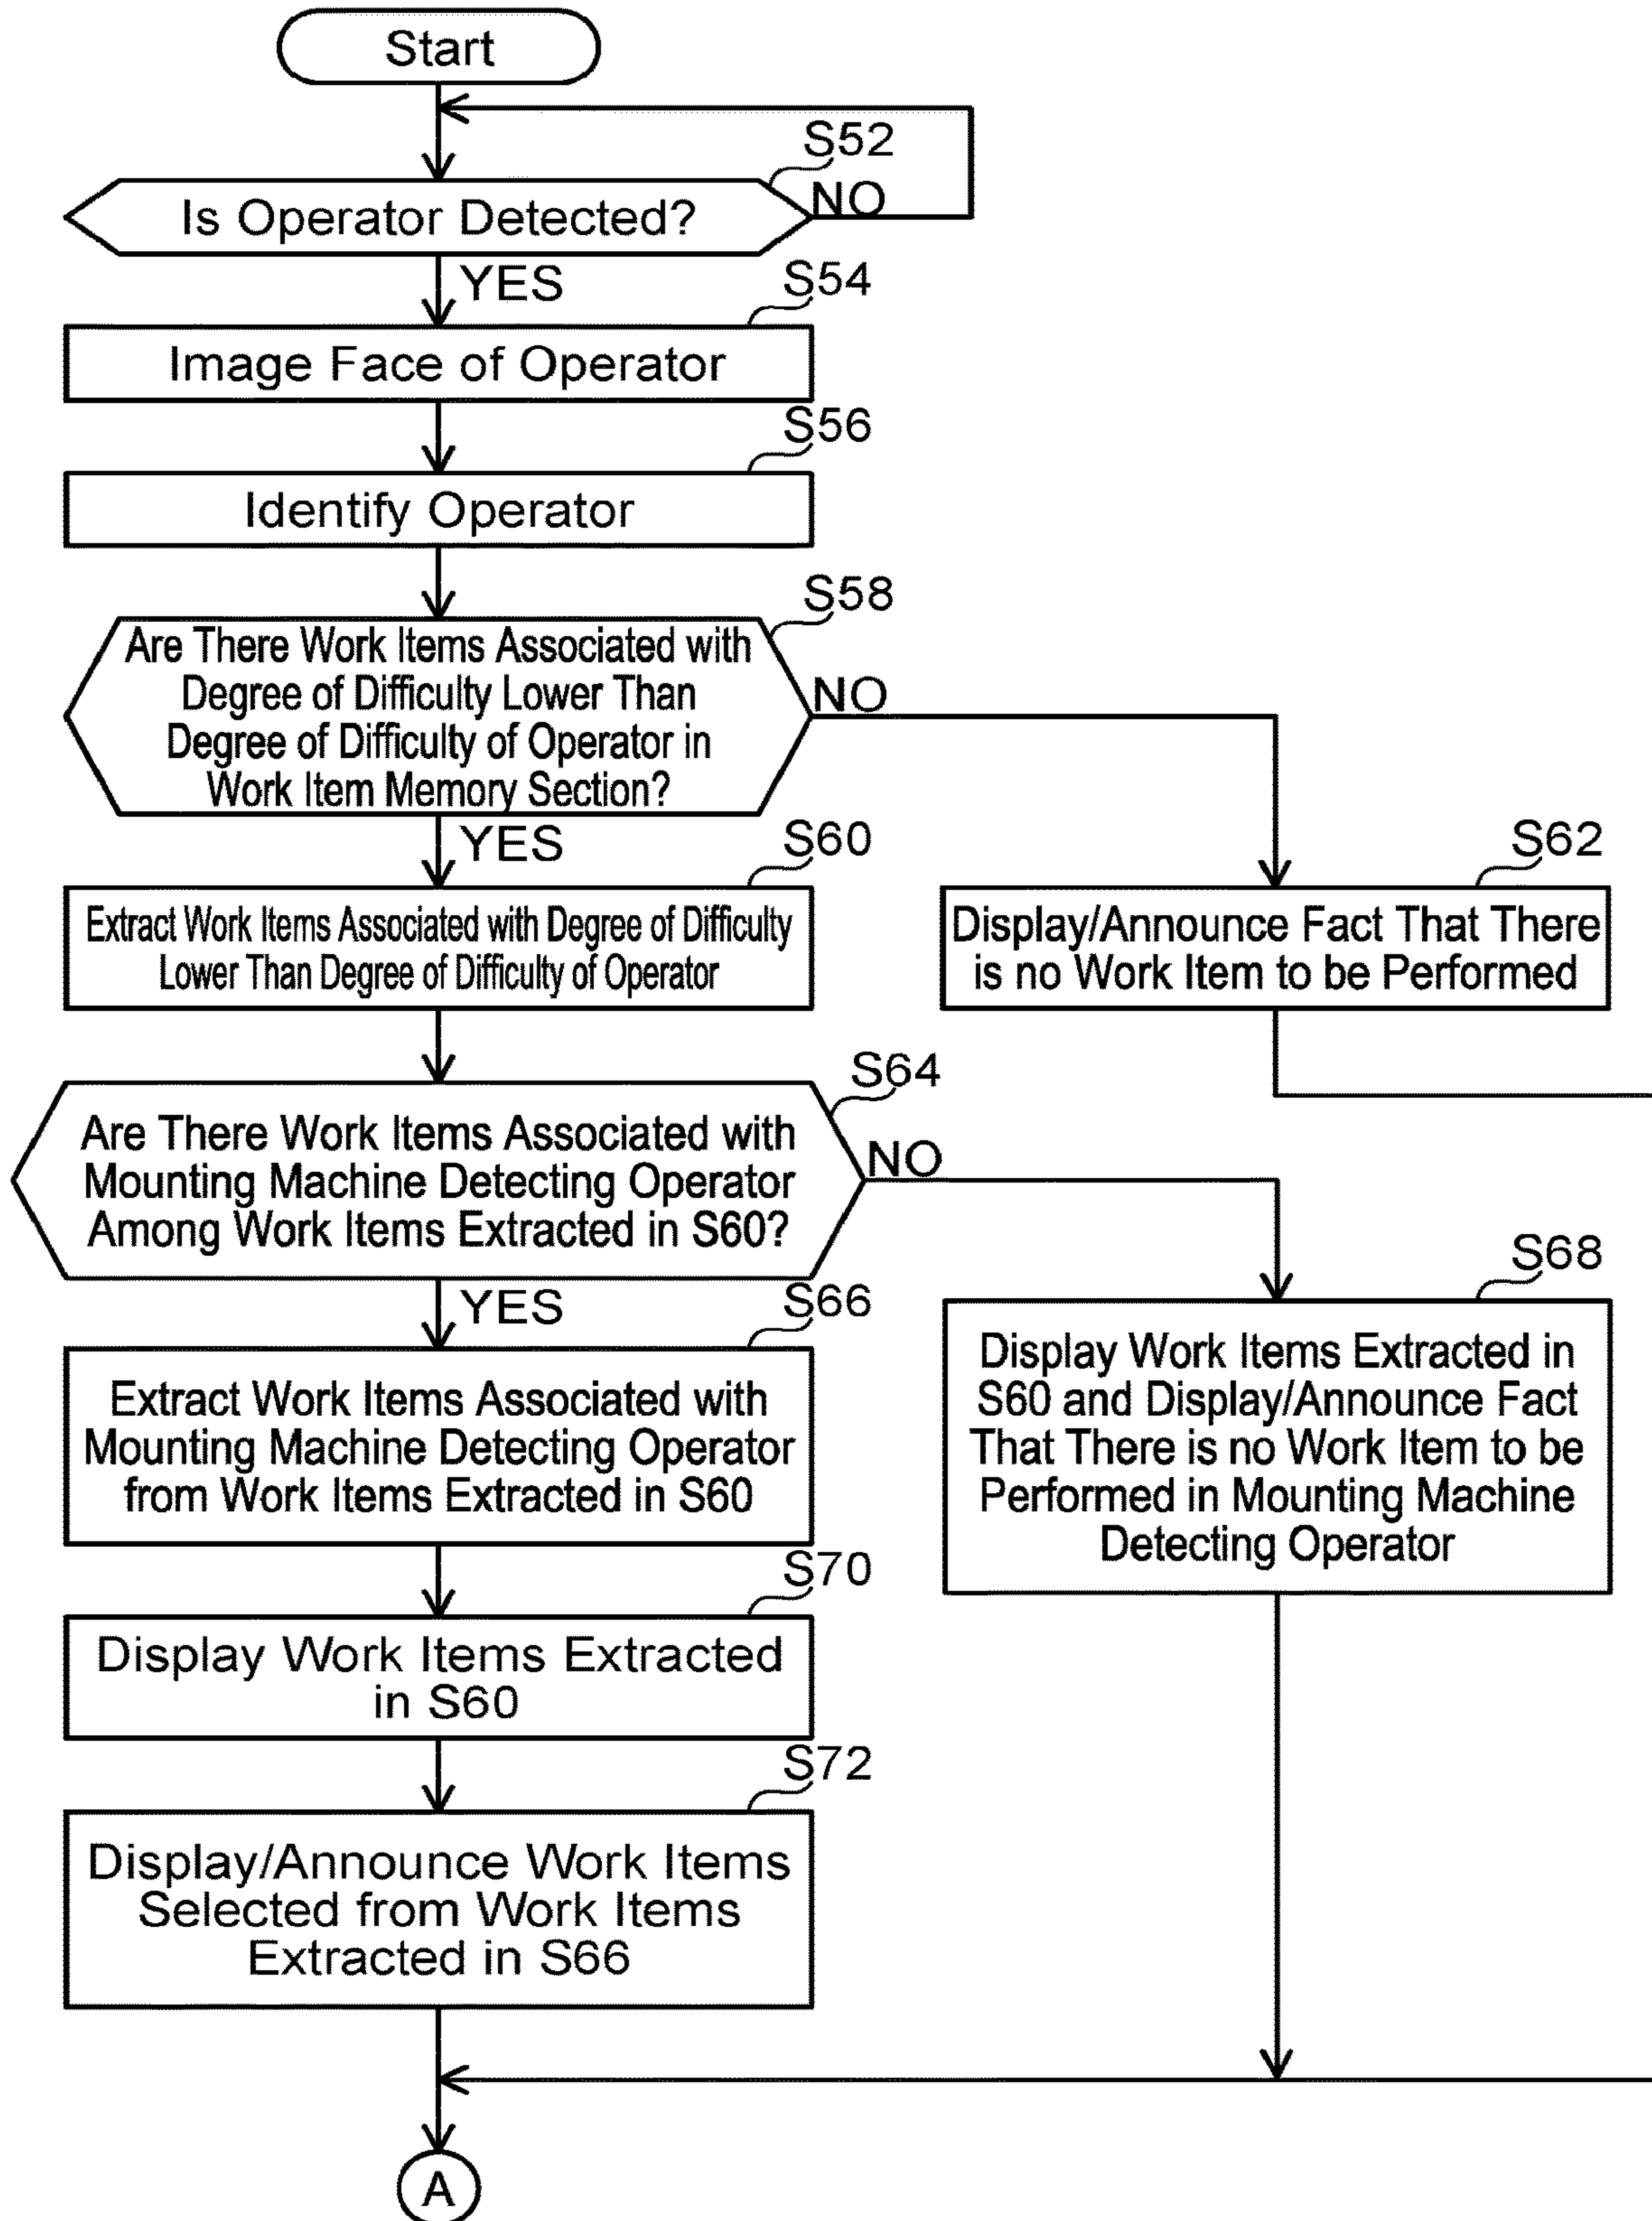 Start
S52
Is Operator Detected?
NO
YES
S54
Image Face of Operator
S56
Identify Operator
S58
Are There Work Items Associated with
Degree of Difficulty Lower Than
Degree of Difficulty of Operator in
Work Item Memory Section?
NO
YES
S60
Extract Work Items Associated with Degree of Difficulty
Lower Than Degree of Difficulty of Operator
S62
Display/Announce Fact That There
is no Work Item to be Performed
S64
Are There Work Items Associated with
Mounting Machine Detecting Operator
Among Work Items Extracted in S60?
NO
YES
S66
Extract Work Items Associated with
Mounting Machine Detecting Operator
from Work Items Extracted in S60
S68
Display Work Items Extracted in
S60 and Display/Announce Fact
That There is no Work Item to be
Performed in Mounting Machine
Detecting Operator
S70
Display Work Items Extracted
in S60
S72
Display/Announce Work Items
Selected from Work Items
Extracted in S66
A